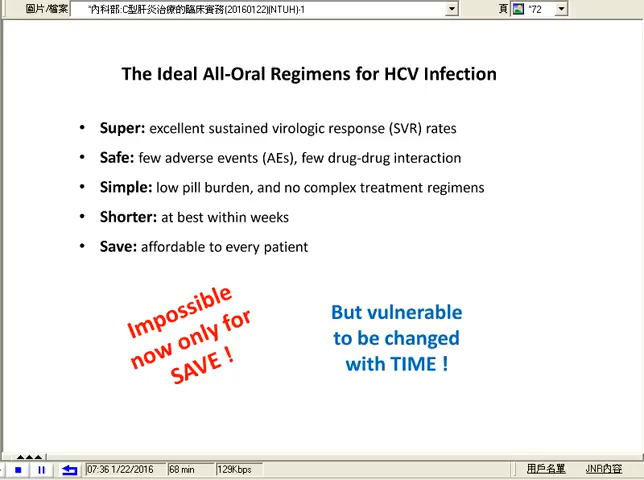 圖片/檔案
"內科部:C型肝炎治療的臨床實務(20160122)(NTUH)-1
頁
*72
The Ideal All-Oral Regimens for HCV Infection
• Super: excellent sustained virologic response (SVR) rates
• Safe: few adverse events (AEs), few drug-drug interaction
• Simple: low pill burden, and no complex treatment regimens
• Shorter: at best within weeks
• Save: affordable to every patient
Impossible
now only for
SAVE !
But vulnerable
to be changed
with TIME !
07:36 1/22/2016
68 min
129Kbps
用戶名單
JNR內容